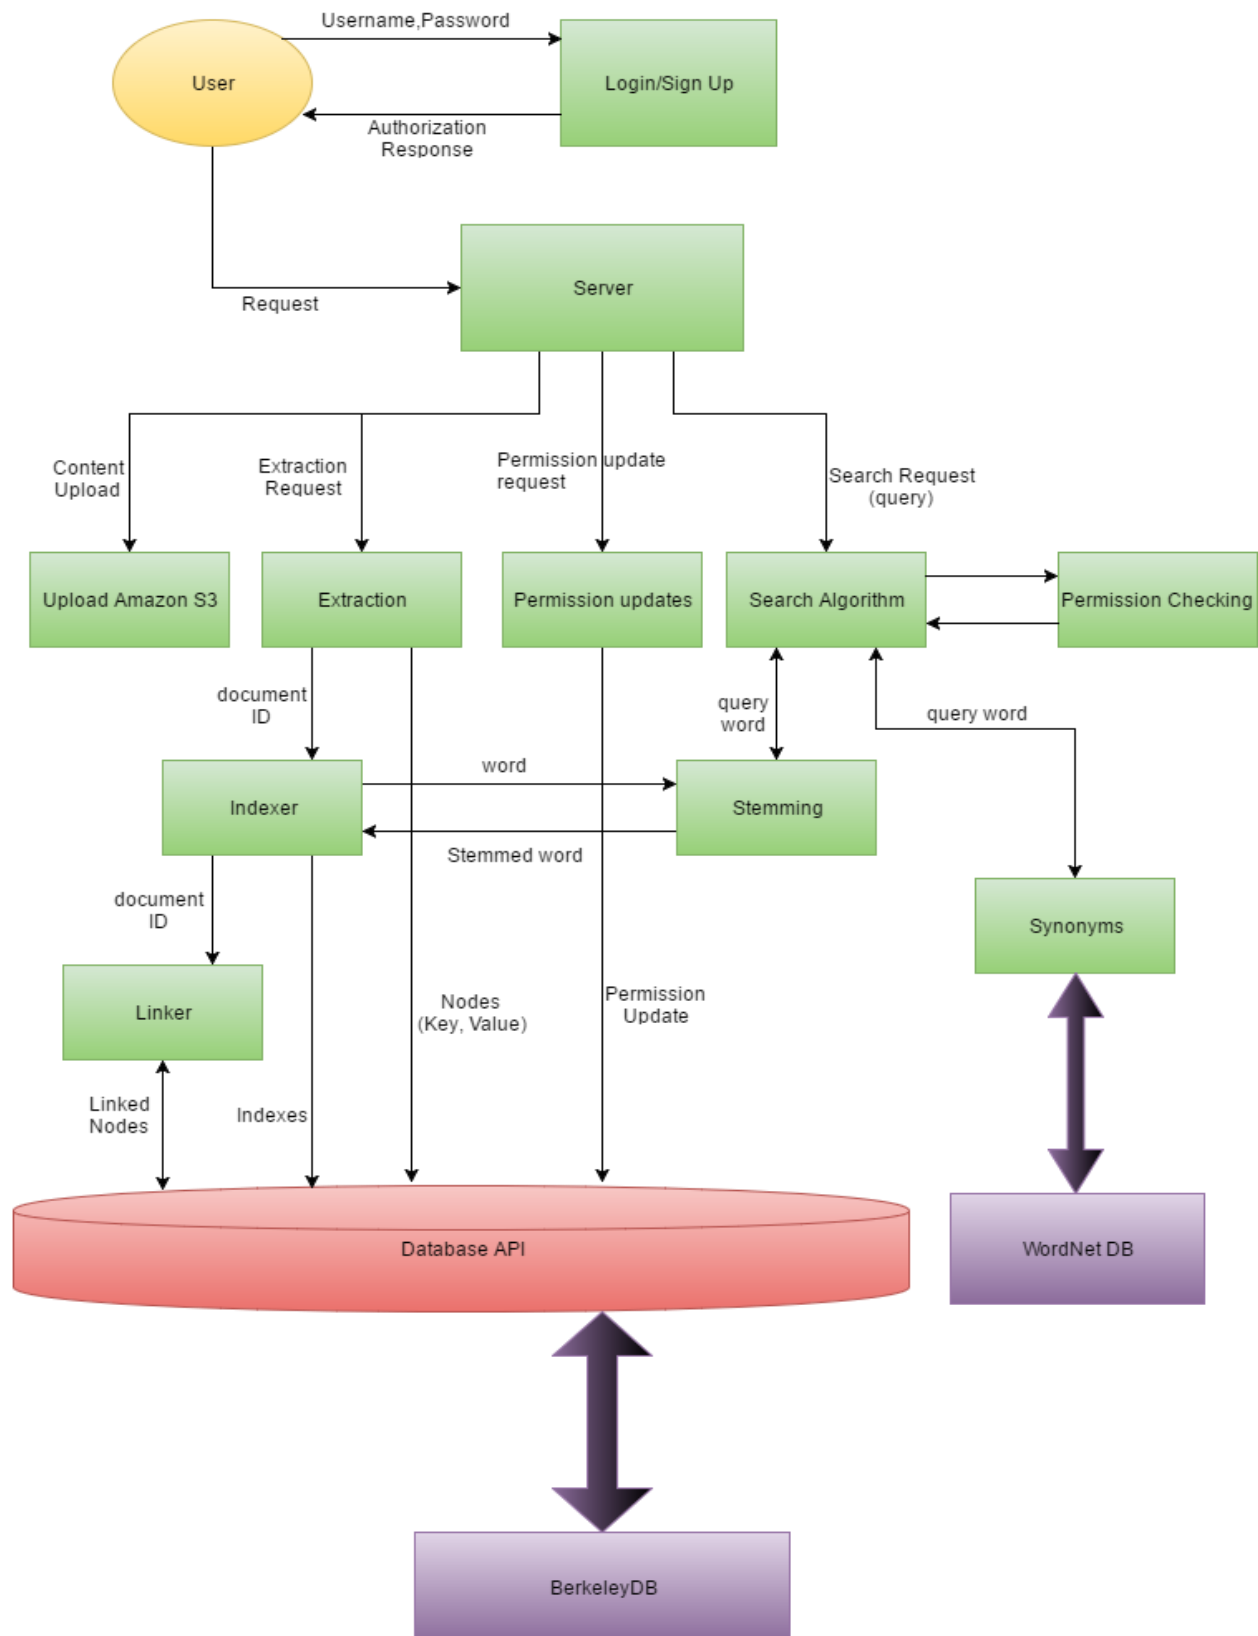 Username,Password
User
Login/Sign Up
Authorization
Response
Server
Request
Content
Upload
Extraction
Request
Permission update
request
Search Request
(query)
Upload Amazon S3
Extraction
Permission updates
Search Algorithm
Permission Checking
document
ID
query
word
query word
word
Indexer
Stemming
Stemmed word
document
ID
Synonyms
Linker
Nodes
(Key, Value)
Permission
Update
Linked
Nodes
Indexes
Database API
WordNet DB
BerkeleyDB